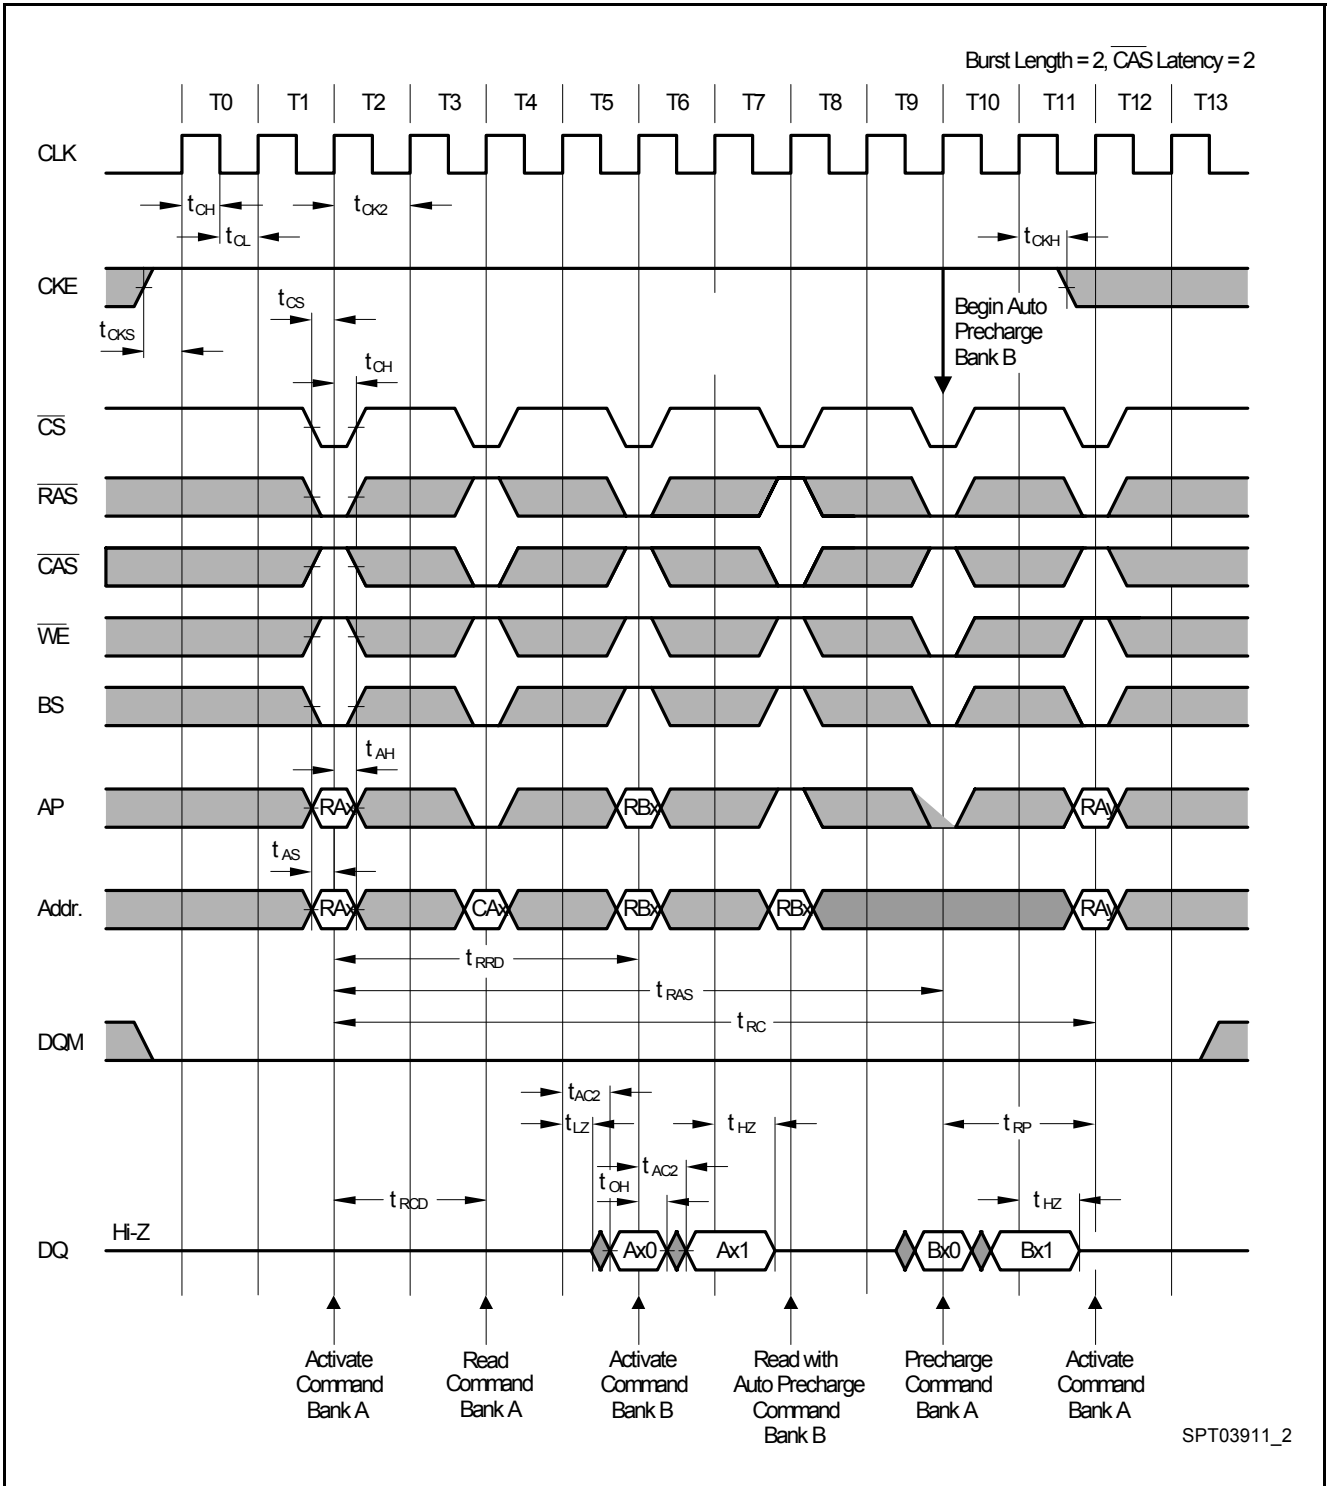 Burst Length = 2, CAS Latency = 2
T0 T1 T2 T3 T4 T5 T6 T7 T8 T9 T10 T11 T12 T13
CLK
tCH tCK2
tCL tCKH
CKE
tCS
Begin Auto
Precharge
Bank B
tCKS
tCH
CS
RAS
CAS
WE
BS
tAH
AP RAx RBx RAy
tAS
Addr. RAx CAx RBx RBx RAy
tRRD
tRAS
tRC
DQM
tAC2
tLZ tHZ tRP
tAC2
tOH
tRCD tHZ
Hi-Z
DQ Ax0 Ax1 Bx0 Bx1
Activate
Command
Bank A
Read
Command
Bank A
Activate
Command
Bank B
Read with
Auto Precharge
Command
Bank B
Precharge
Command
Bank A
Activate
Command
Bank A
SPT03911_2